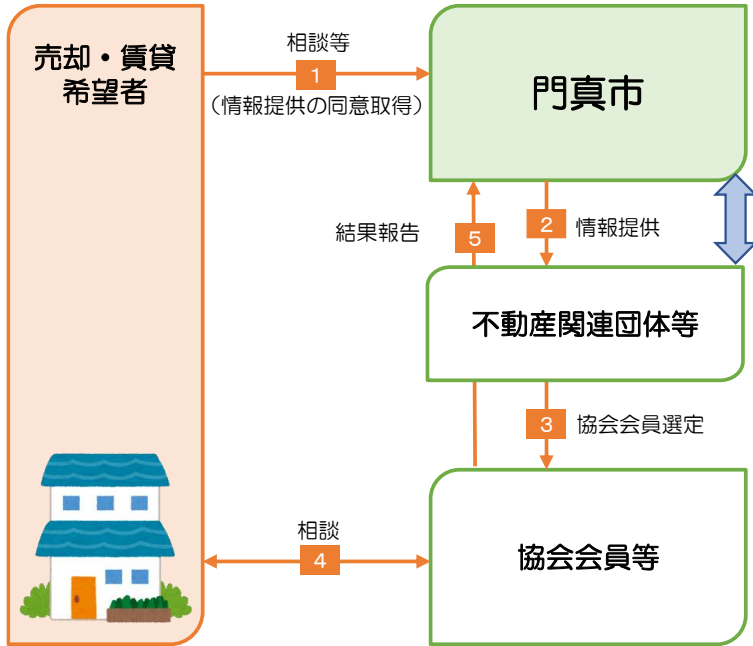 売却・賃貸
希望者
相談等
1
（情報提供の同意取得）
門真市
2
情報提供
結果報告
5
不動産関連団体等
3
協会会員選定
相談
4
協会会員等